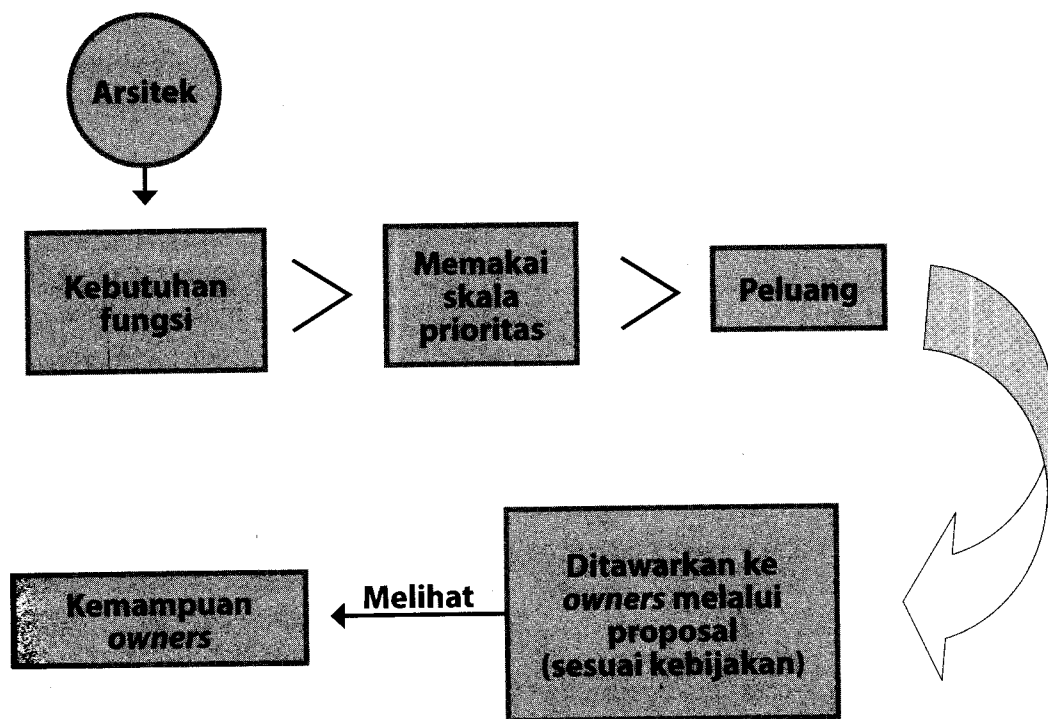 Arsitek
Kebutuhan
fungsi
Memakai
skala
prioritas
Peluang
Ditawarkan ke
owners melalui
proposal
(sesuai kebijakan)
Melihat
Kemampuan
owners